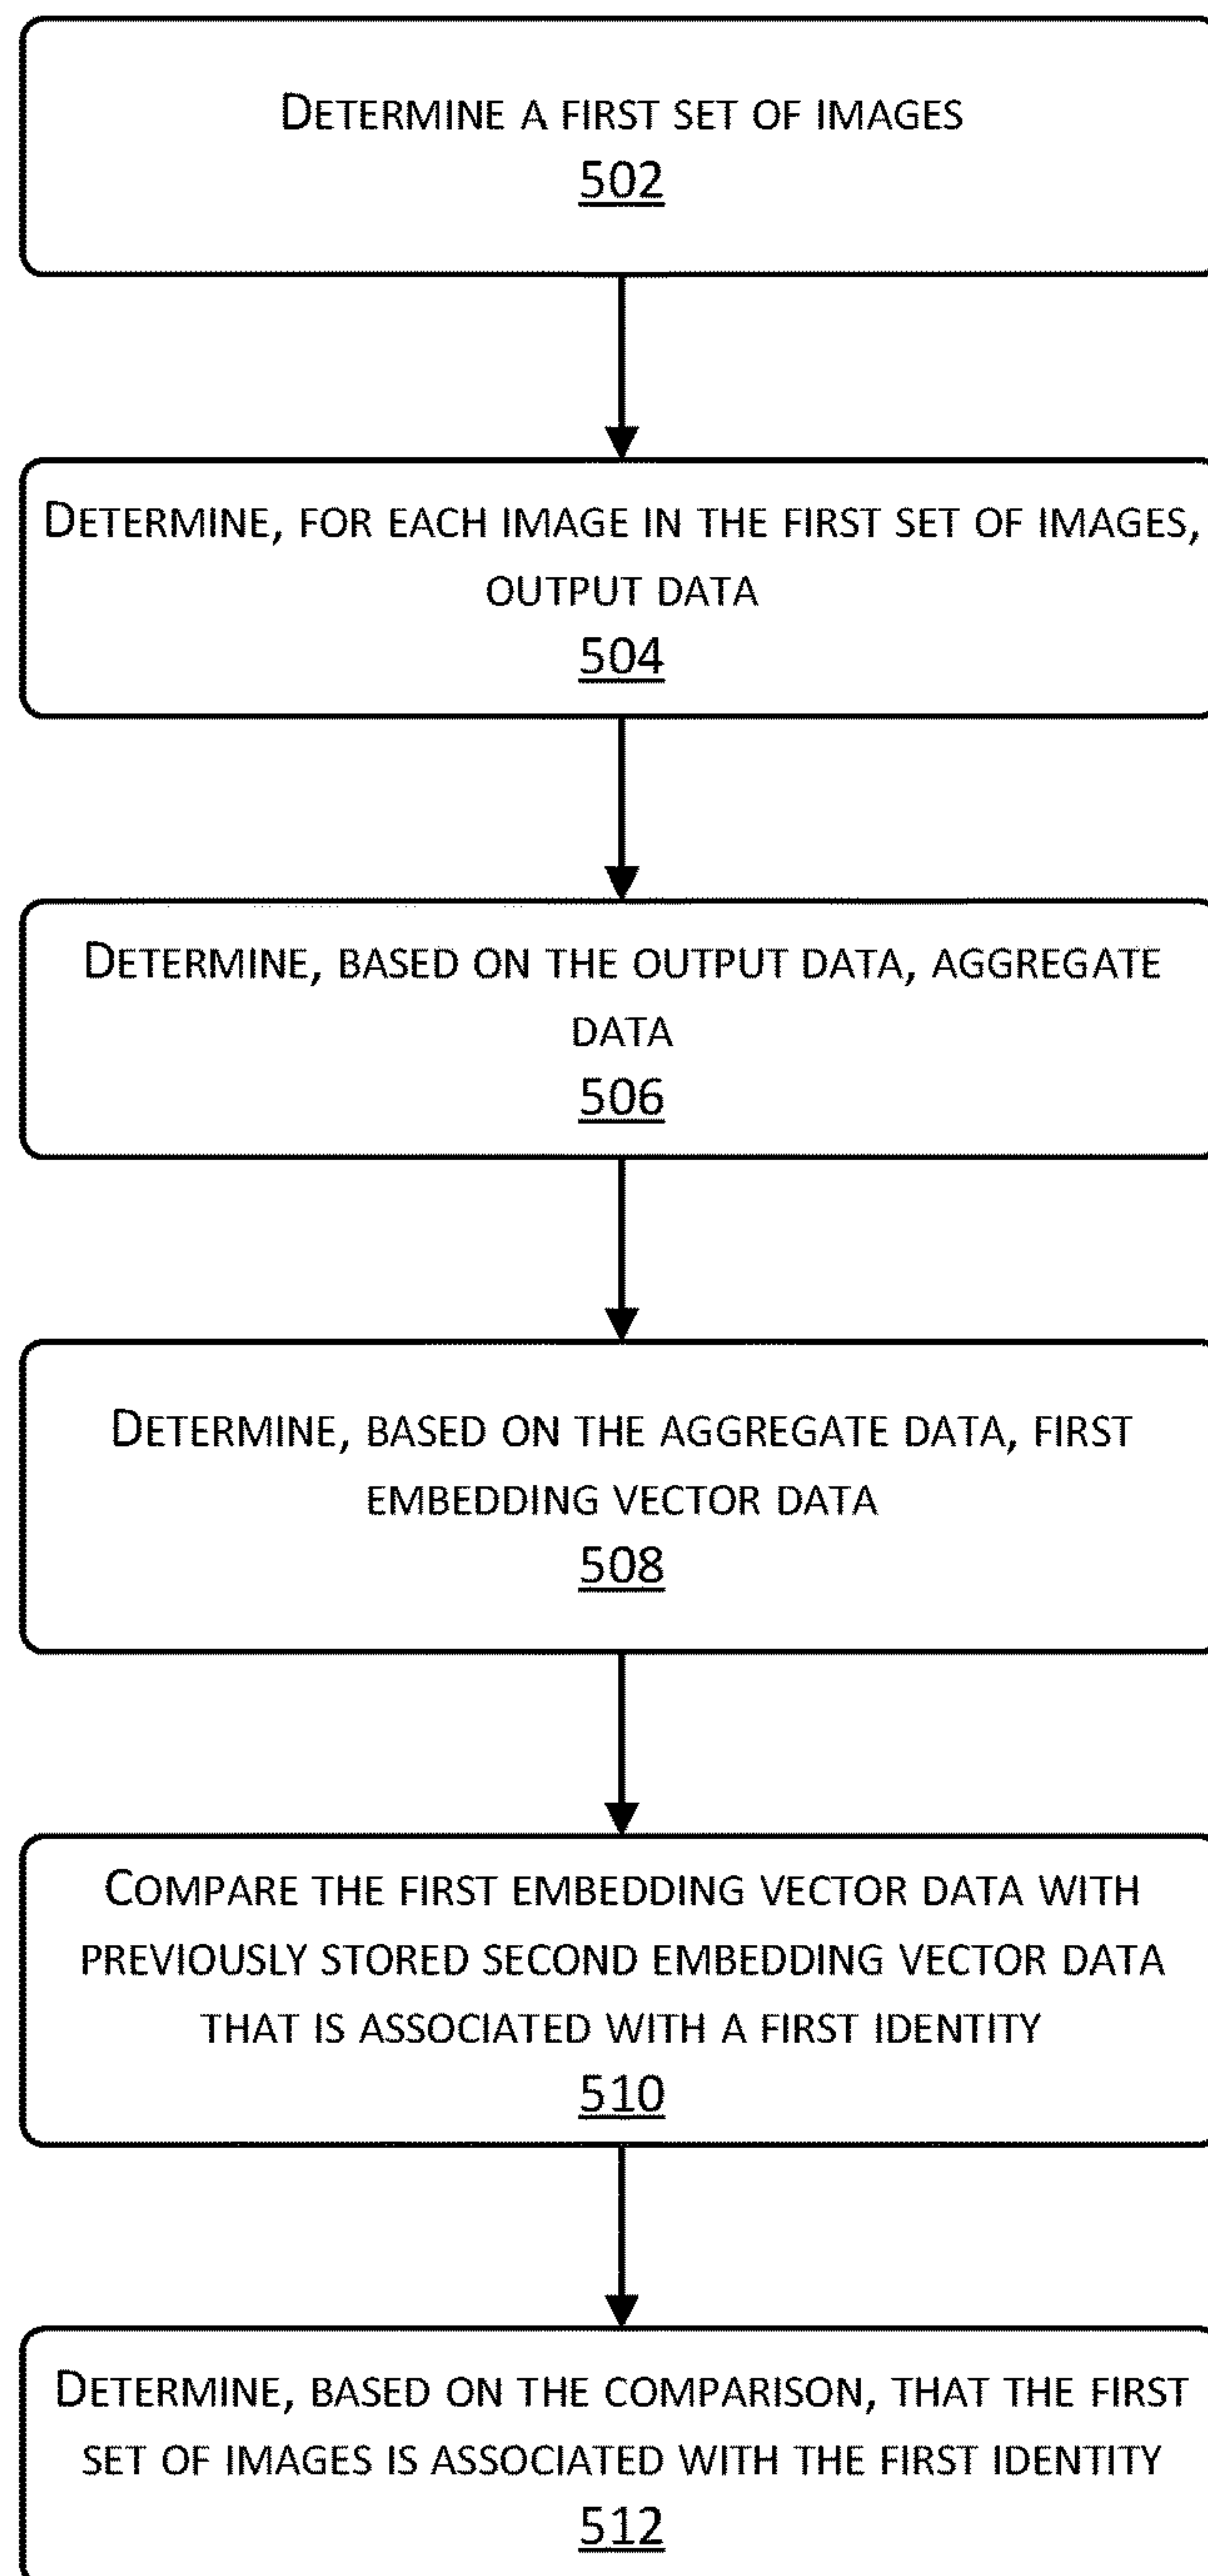 DETERMINE A FIRST SET OF IMAGES
502
DETERMINE, FOR EACH IMAGE IN THE FIRST SET OF IMAGES,
OUTPUT DATA
504
DETERMINE, BASED ON THE OUTPUT DATA, AGGREGATE
DATA
506
DETERMINE, BASED ON THE AGGREGATE DATA, FIRST
EMBEDDING VECTOR DATA
508
COMPARE THE FIRST EMBEDDING VECTOR DATA WITH
PREVIOUSLY STORED SECOND EMBEDDING VECTOR DATA
THAT IS ASSOCIATED WITH A FIRST IDENTITY
510
DETERMINE, BASED ON THE COMPARISON, THAT THE FIRST
SET OF IMAGES IS ASSOCIATED WITH THE FIRST IDENTITY
512